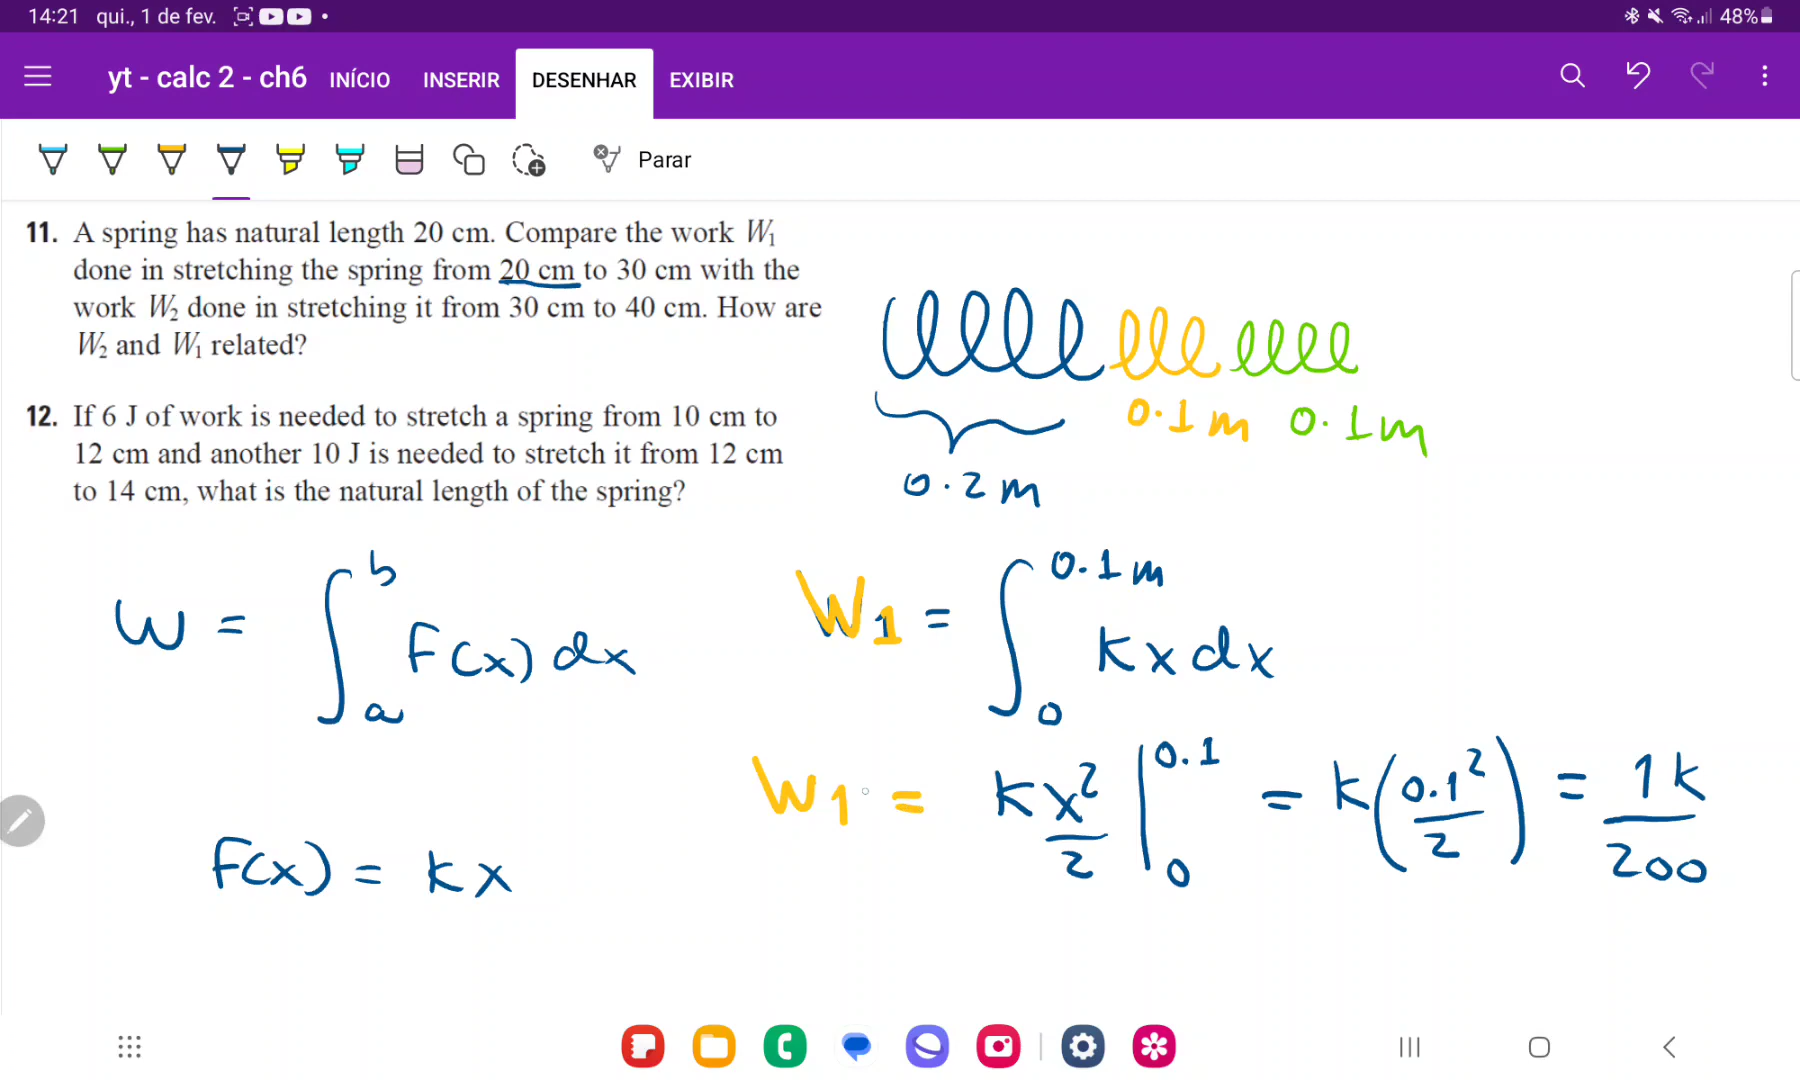 14:21 qui., 1 de fev. • 48%
yt - calc 2 - ch6 INÍCIO INSERIR DESENHAR EXIBIR
Parar
11. A spring has natural length 20 cm. Compare the work W₁
done in stretching the spring from 20 cm to 30 cm with the
work W₂ done in stretching it from 30 cm to 40 cm. How are
W₂ and W₁ related?
12. If 6 J of work is needed to stretch a spring from 10 cm to
12 cm and another 10 J is needed to stretch it from 12 cm
to 14 cm, what is the natural length of the spring?
0.1 m 0.1 m
0.2 m
W = ∫_a^b F(x) dx
W1 = ∫_0^{0.1 m} kx dx
W1 = k x²/2 |_0^{0.1} = k(0.1²/2) = 1k/200
F(x) = kx